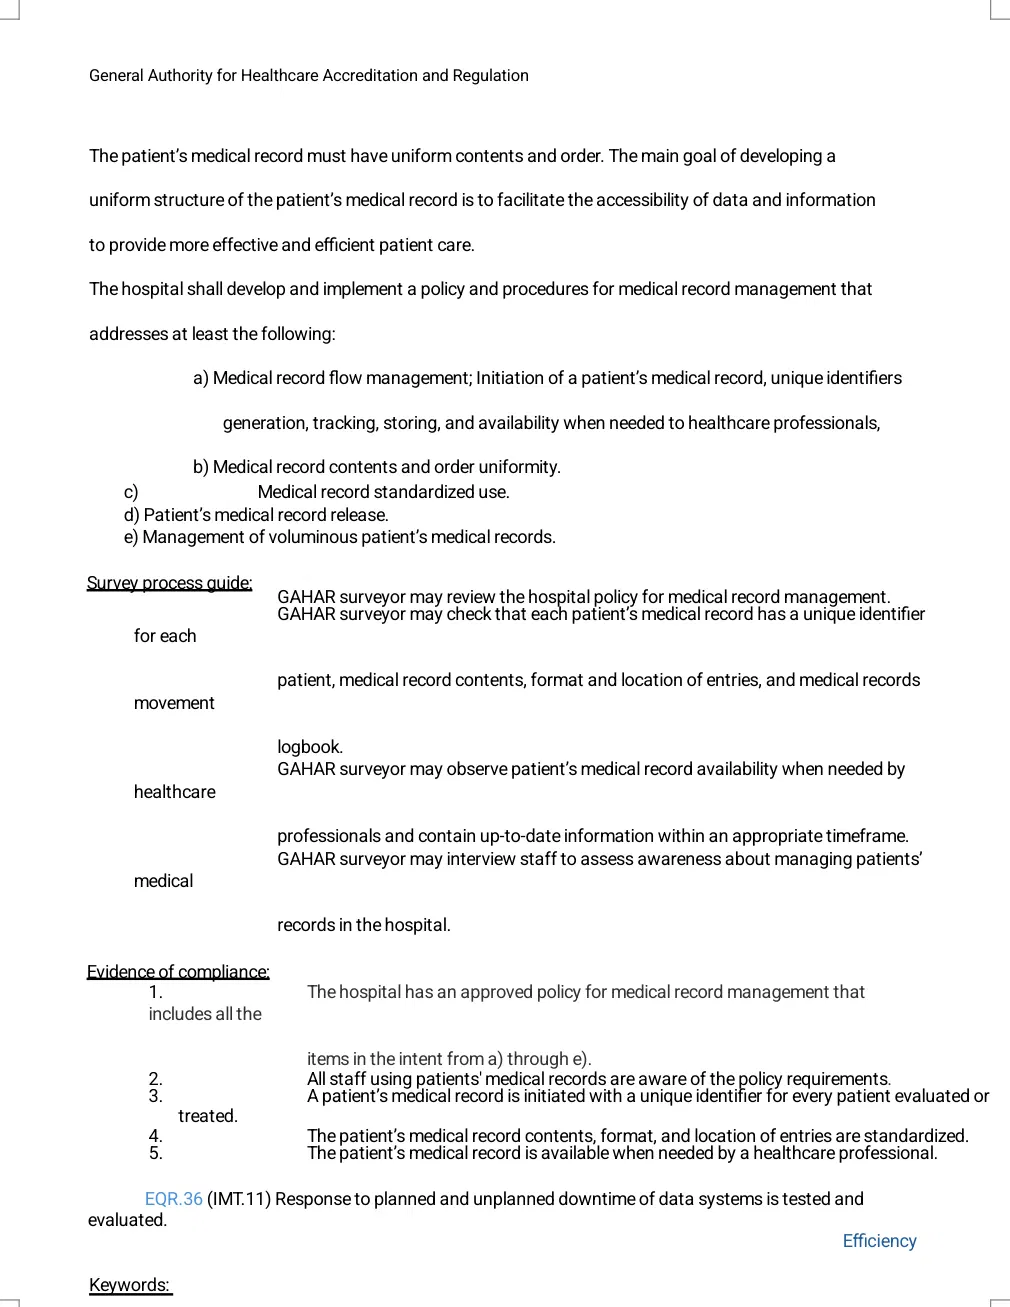 General Authority for Healthcare Accreditation and Regulation
The patient’s medical record must have uniform contents and order. The main goal of developing a
uniform structure of the patient’s medical record is to facilitate the accessibility of data and information
to provide more effective and efficient patient care.
The hospital shall develop and implement a policy and procedures for medical record management that
addresses at least the following:
a) Medical record flow management; Initiation of a patient’s medical record, unique identifiers
generation, tracking, storing, and availability when needed to healthcare professionals,
b) Medical record contents and order uniformity.
c) Medical record standardized use.
d) Patient’s medical record release.
e) Management of voluminous patient’s medical records.
Survey process guide:
GAHAR surveyor may review the hospital policy for medical record management.
GAHAR surveyor may check that each patient’s medical record has a unique identifier
for each
patient, medical record contents, format and location of entries, and medical records
movement
logbook.
GAHAR surveyor may observe patient’s medical record availability when needed by
healthcare
professionals and contain up-to-date information within an appropriate timeframe.
GAHAR surveyor may interview staff to assess awareness about managing patients’
medical
records in the hospital.
Evidence of compliance:
1. The hospital has an approved policy for medical record management that
includes all the
items in the intent from a) through e).
2. All staff using patients' medical records are aware of the policy requirements.
3. A patient’s medical record is initiated with a unique identifier for every patient evaluated or
treated.
4. The patient’s medical record contents, format, and location of entries are standardized.
5. The patient’s medical record is available when needed by a healthcare professional.
EQR.36 (IMT.11) Response to planned and unplanned downtime of data systems is tested and
evaluated.
Efficiency
Keywords: